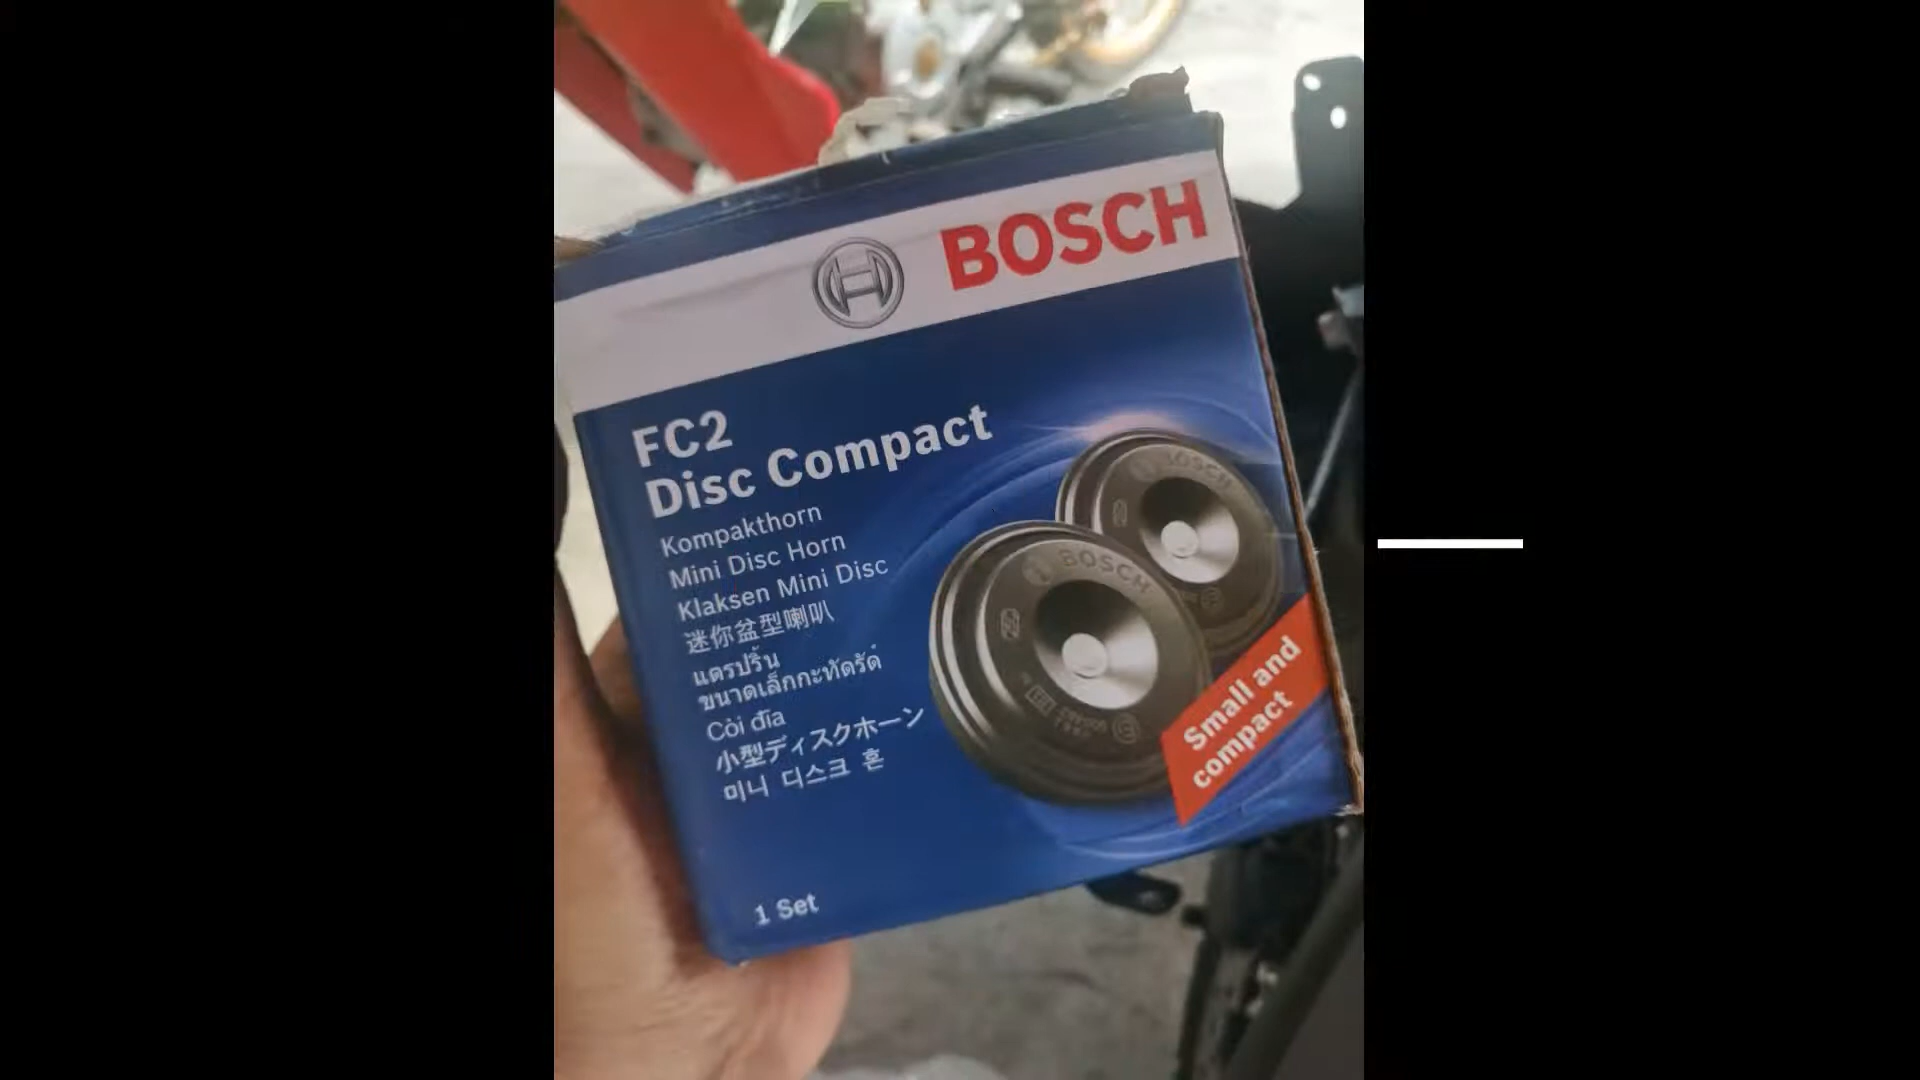 BOSCH
FC2
Disc Compact
Kompakthorn
Mini Disc Horn
Klaksen Mini Disc
迷你盆型喇叭
แตรปริ้น
ขนาดเล็กกะทัดรัด
Còi đĩa
小型ディスクホーン
미니 디스크 혼
BOSCH
BOSCH
Small and
compact
1 Set